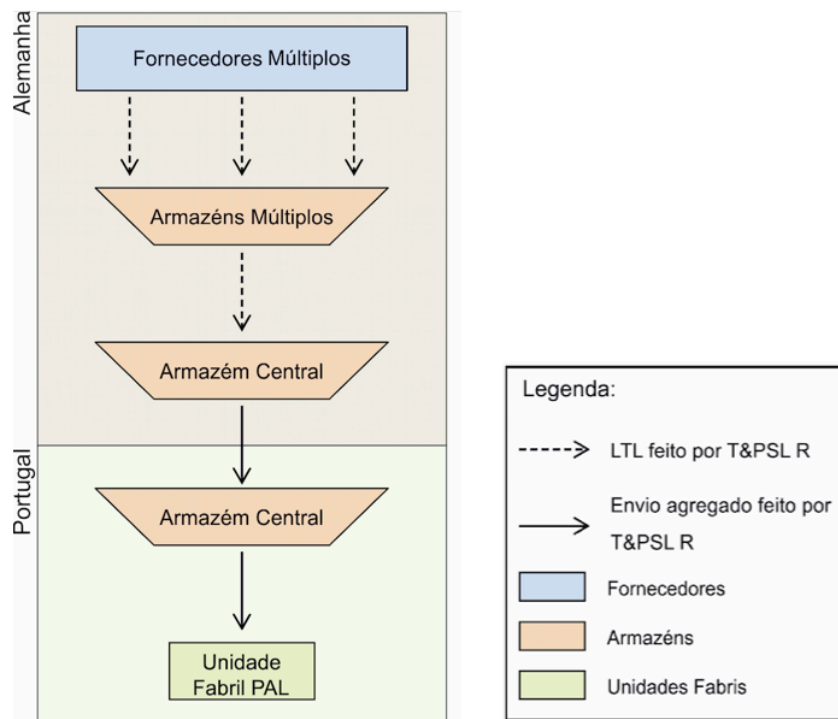 Alemanha
Fornecedores Múltiplos
Armazéns Múltiplos
Armazém Central
Portugal
Armazém Central
Unidade
Fabril PAL
Legenda:
LTL feito por T&PSL R
Envio agregado feito por
T&PSL R
Fornecedores
Armazéns
Unidades Fabris